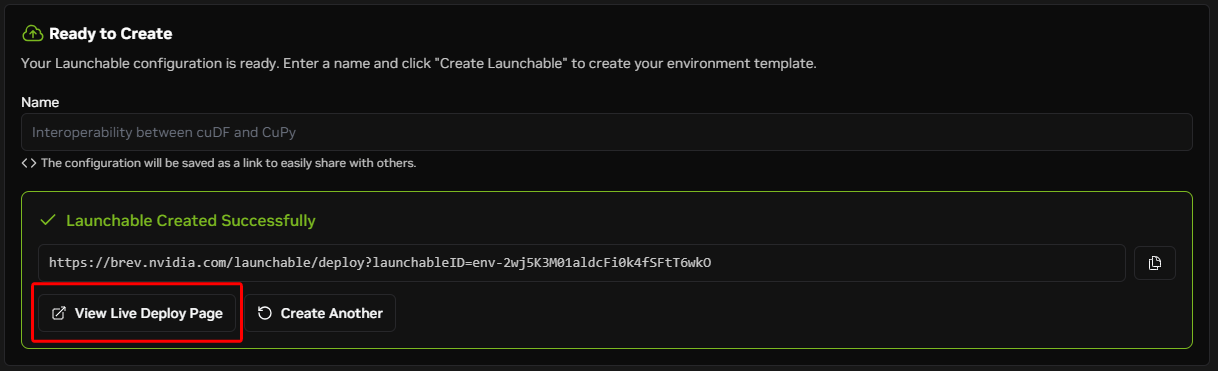 Ready to Create
Your Launchable configuration is ready. Enter a name and click "Create Launchable" to create your environment template.
Name
Interoperability between cuDF and CuPy
<> The configuration will be saved as a link to easily share with others.
Launchable Created Successfully
https://brev.nvidia.com/launchable/deploy?launchableID=env-2wj5K3M01aldcFi0k4fSFtT6wkO
View Live Deploy Page
Create Another